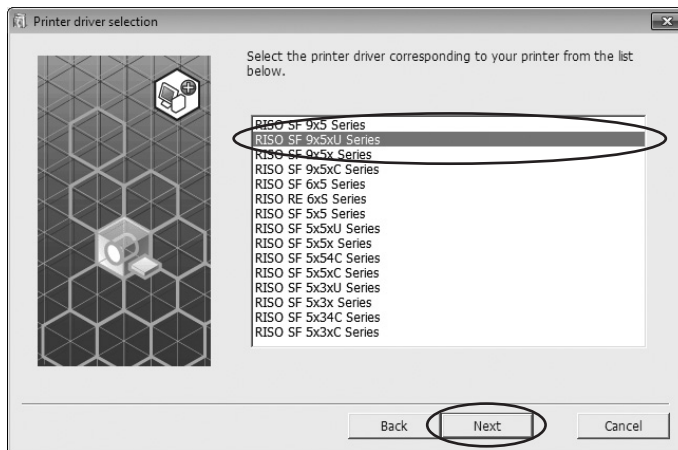 Printer driver selection
Select the printer driver corresponding to your printer from the list
below.
RISO SF 9x5 Series
RISO SF 9x5xU Series
RISO SF 9x5x Series
RISO SF 9x5xC Series
RISO SF 6x5 Series
RISO RE 6xS Series
RISO SF 5x5 Series
RISO SF 5x5xU Series
RISO SF 5x5x Series
RISO SF 5x54C Series
RISO SF 5x5xC Series
RISO SF 5x3xU Series
RISO SF 5x3x Series
RISO SF 5x34C Series
RISO SF 5x3xC Series
Back Next Cancel